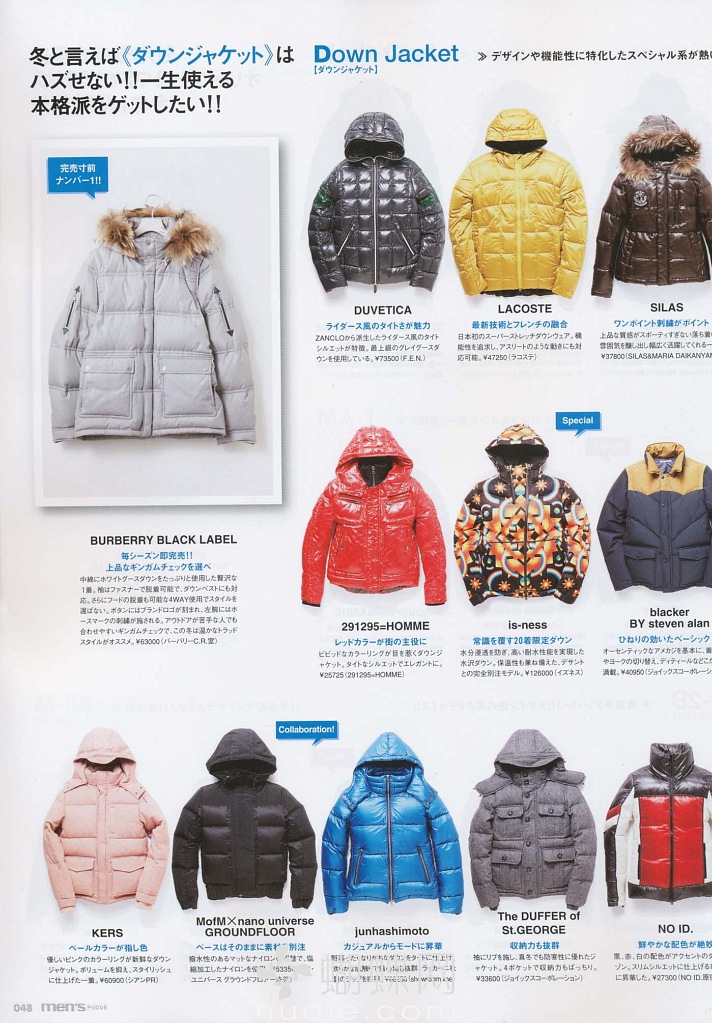 冬と言えば《ダウンジャケット》は
ハズせない!!一生使える
本格派をゲットしたい!!
Down Jacket
【ダウンジャケット】
≫ デザインや機能性に特化したスペシャル系が熱い
完売寸前
ナンバー1!!
BURBERRY BLACK LABEL
毎シーズン即完売!!
上品なギンガムチェックを選べ
中綿にホワイトグースダウンをたっぷりと使用した贅沢な
1着。袖はファスナーで脱着可能で、ダウンベストにも対
応。さらにフードの脱着も可能な4WAY使用でスタイルを
選ばない。ボタンにはブランドロゴが刻まれ、左胸にはホ
ースマークの刺繍が施される。アウトドアが苦手な人でも
合わせやすいギンガムチェックで、この冬は温かなトラッド
スタイルがオススメ。¥63000(バーバリーC.R.室)
DUVETICA
ライダース風のタイトさが魅力
ZANCLOから派生したライダース風のタイト
シルエットが特徴。最上級のグレイグースダ
ウンを使用している。¥73500(F.E.N.)
LACOSTE
最新技術とフレンチの融合
日本初のスーパーストレッチダウンウェア。機
能性を追求し、アスリートのような動きにも対
応可能。¥47250(ラコステ)
SILAS
ワンポイント刺繍がポイント
上品な質感がスポーティすぎない落ち着い
雰囲気を醸し出し幅広く活躍してくれる一
¥37800(SILAS&MARIA DAIKANYAM
291295=HOMME
レッドカラーが街の主役に
ビビッドなカラーリングが目を惹くダウンジ
ャケット。タイトなシルエットでエレガントに。
¥25725(291295=HOMME)
Special
is-ness
常識を覆す20着限定ダウン
水分浸透を防ぎ、高い耐水性能を実現した
水沢ダウン。保温性も兼ね備えた、デサント
との完全別注モデル。¥126000(イズネス)
blacker
BY steven alan
ひねりの効いたベーシック
オーセンティックなアメカジを基本に、着
やヨークの切り替え、ディティールなどこか
満載。¥40950(ジョイックスコーポレーシ
KERS
ペールカラーが指し色
優しいピンクのカラーリングが新鮮なダウン
ジャケット。ボリュームを抑え、スタイリッシュ
に仕上げた一着。¥60900(シアンPR)
MofM×nano universe
GROUNDFLOOR
ベースはそのままに素材 別注
撥水性のあるマットなナイロン
縮加工したナイロンを使
ユニバース グラウンドフロア
Collaboration!
junhashimoto
カジュアルからモードに昇華
The DUFFER of
St.GEORGE
収納力も抜群
袖にリブを施し、真冬でも防寒性に優れたジ
ャケット。4ポケットで収納力もばっちり。
¥33600(ジョイックスコーポレーション)
NO ID.
鮮やかな配色が絶妙
黒、赤、白の配色がアクセントのダ
ゾン。スリムシルエットに仕上げる
に昇華した。¥27300(NO ID.原宿
048 men's FUDGE
蝴蝶网
hudie.com